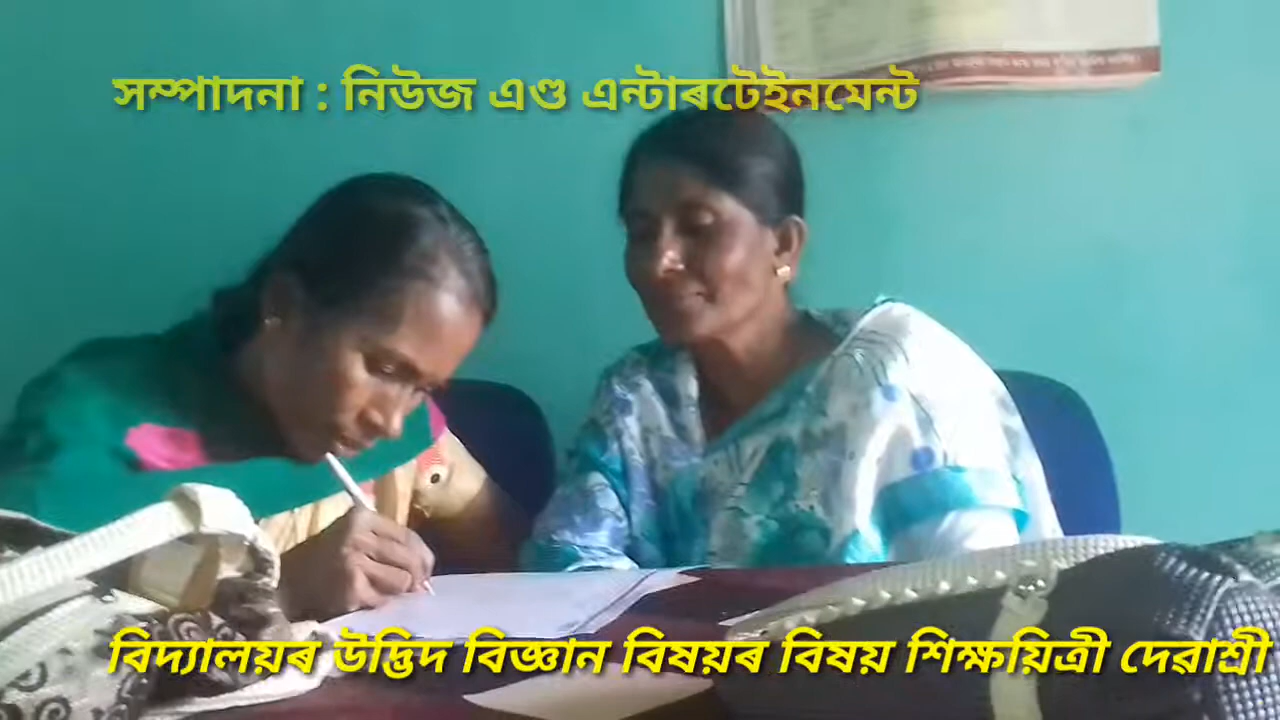 সম্পাদনা : নিউজ এণ্ড এন্টাৰটেইনমেন্ট
বিদ্যালয়ৰ উদ্ভিদ বিজ্ঞান বিষয়ৰ বিষয় শিক্ষয়িত্ৰী দেৱাশ্ৰী